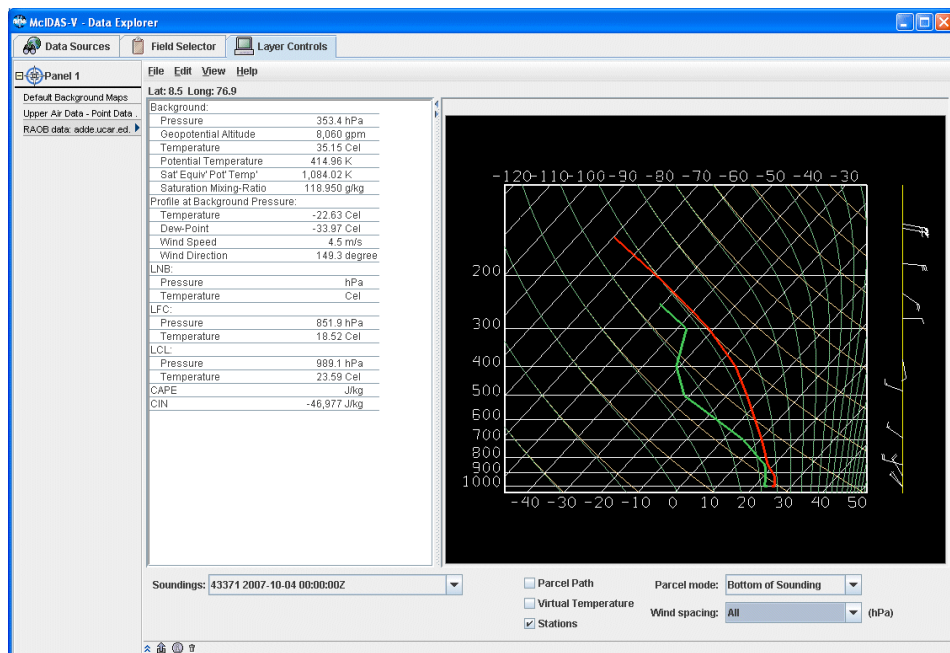 McIDAS-V - Data Explorer
Data Sources Field Selector Layer Controls
Panel 1
Default Background Maps
Upper Air Data - Point Data .
RAOB data: adde.ucar.ed.
File Edit View Help
Lat: 8.5 Long: 76.9
Background:
Pressure 353.4 hPa
Geopotential Altitude 8,060 gpm
Temperature 35.15 Cel
Potential Temperature 414.96 K
Sat' Equiv' Pot' Temp' 1,084.02 K
Saturation Mixing-Ratio 118.950 g/kg
Profile at Background Pressure:
Temperature -22.63 Cel
Dew-Point -33.97 Cel
Wind Speed 4.5 m/s
Wind Direction 149.3 degree
LNB:
Pressure hPa
Temperature Cel
LFC:
Pressure 851.9 hPa
Temperature 18.52 Cel
LCL:
Pressure 989.1 hPa
Temperature 23.59 Cel
CAPE J/kg
CIN -46,977 J/kg
-120 -110 -100 -90 -80 -70 -60 -50 -40 -30
200
300
400
500
600
700
800
900
1000
-40 -30 -20 -10 0 10 20 30 40 50
Soundings: 43371 2007-10-04 00:00:00Z
Parcel Path
Virtual Temperature
Stations
Parcel mode: Bottom of Sounding
Wind spacing: All (hPa)